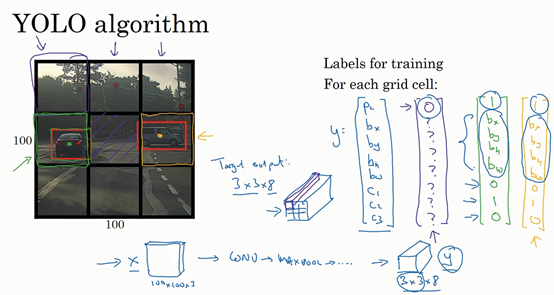 YOLO algorithm
Labels for training
For each grid cell:
100
100
Target output:
3×3×8
y=
Pc
bx
by
bh
bw
c1
c2
c3
0
?
?
?
?
?
?
?
1
bx
by
bh
bw
0
1
0
1
bx
by
bh
bw
0
1
0
x
100×100×3
→ CONV → MAXPOOL → ....
3×3×8
y